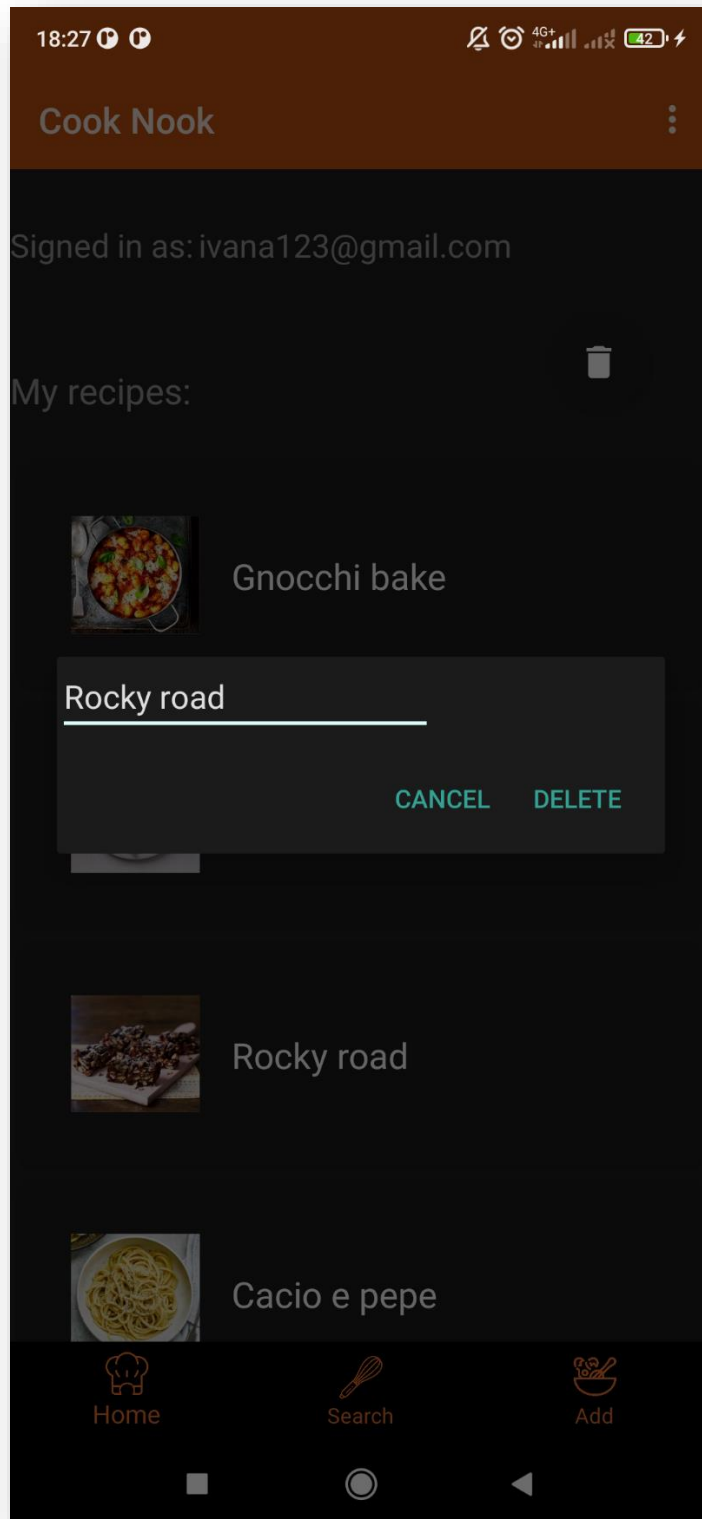 18:27 4G+ 42
Cook Nook
Signed in as: ivana123@gmail.com
My recipes:
Gnocchi bake
Rocky road
CANCEL DELETE
Rocky road
Cacio e pepe
Home Search Add